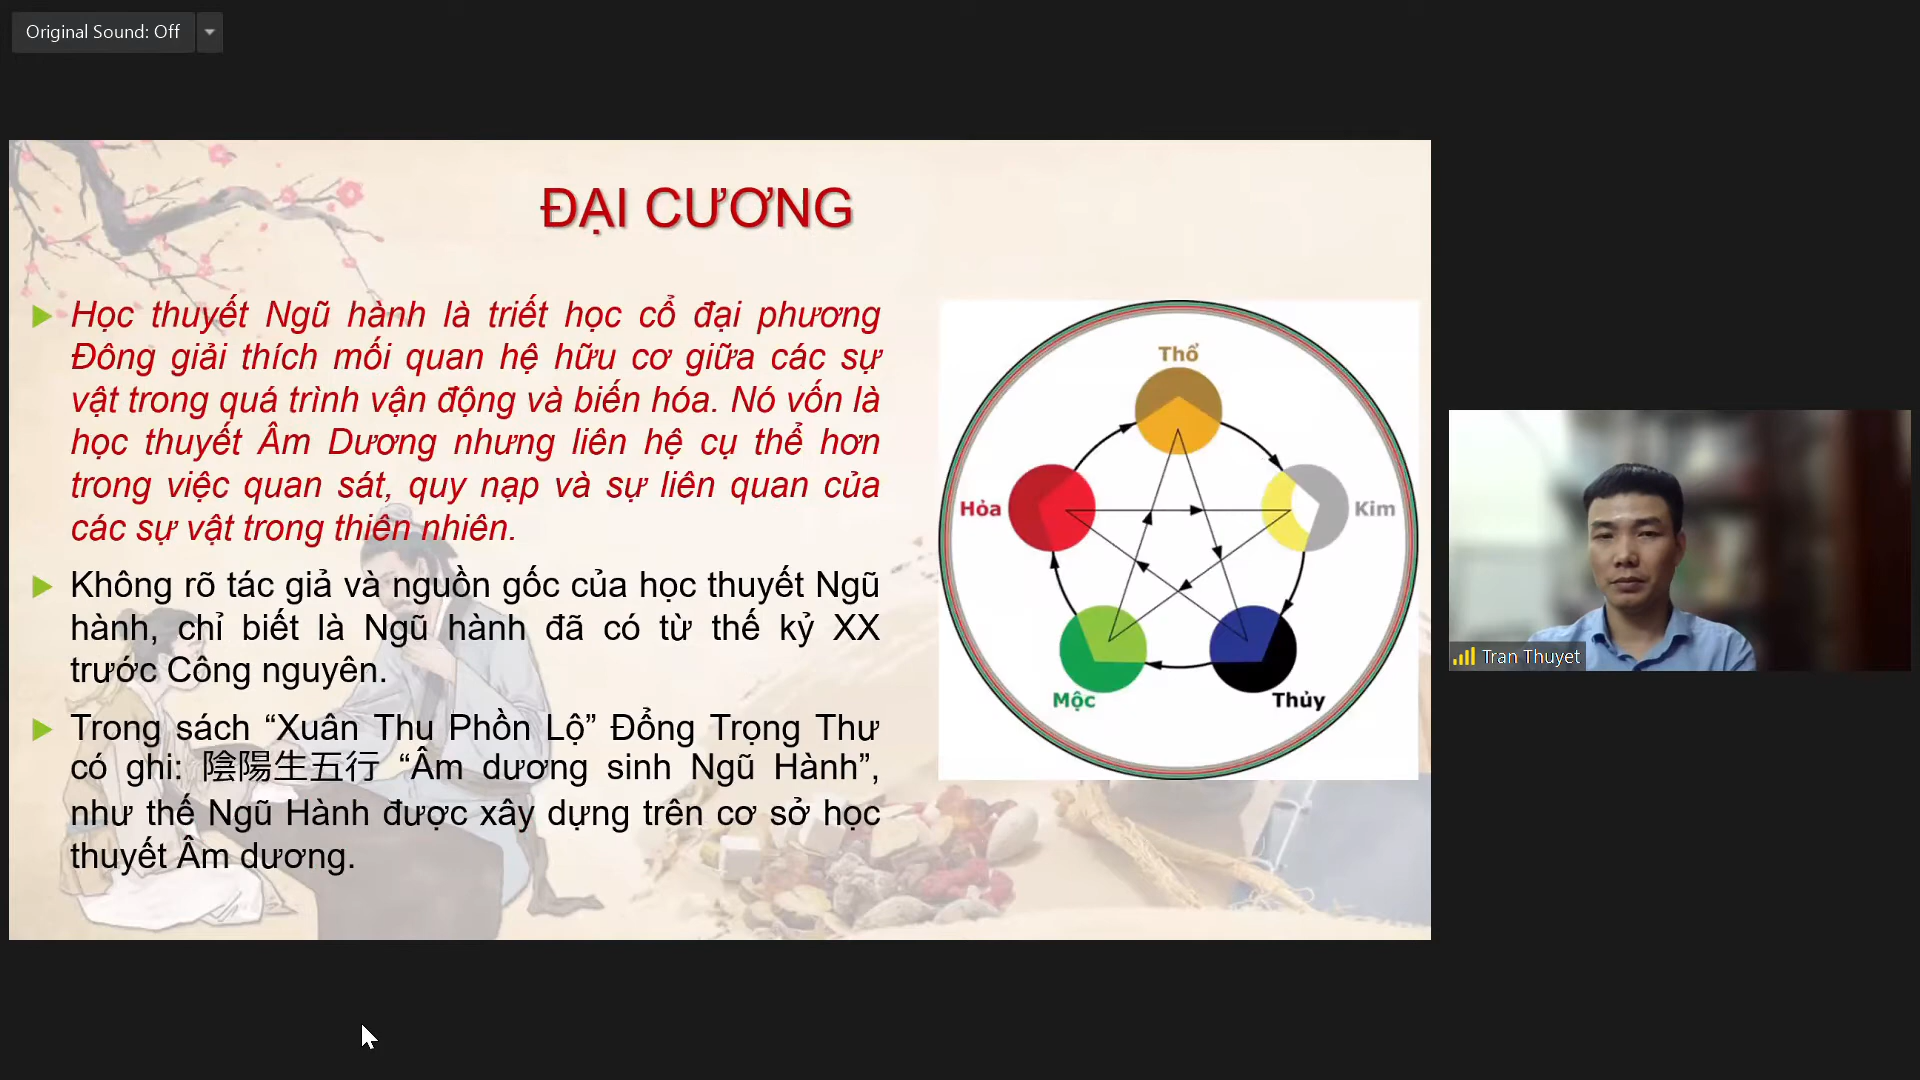 Original Sound: Off
ĐẠI CƯƠNG
Học thuyết Ngũ hành là triết học cổ đại phương
Đông giải thích mối quan hệ hữu cơ giữa các sự
vật trong quá trình vận động và biến hóa. Nó vốn là
học thuyết Âm Dương nhưng liên hệ cụ thể hơn
trong việc quan sát, quy nạp và sự liên quan của
các sự vật trong thiên nhiên.
Không rõ tác giả và nguồn gốc của học thuyết Ngũ
hành, chỉ biết là Ngũ hành đã có từ thế kỷ XX
trước Công nguyên.
Trong sách “Xuân Thu Phồn Lộ” Đổng Trọng Thư
có ghi: 陰陽生五行 “Âm dương sinh Ngũ Hành”,
như thế Ngũ Hành được xây dựng trên cơ sở học
thuyết Âm dương.
Thổ
Hỏa
Kim
Mộc
Thủy
Tran Thuyet